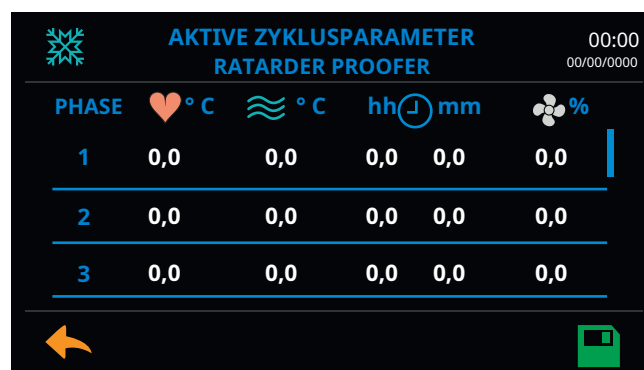 AKTIVE ZYKLUSPARAMETER
RATARDER PROOFER
00:00
00/00/0000
PHASE ° C ° C hh mm %
1 0,0 0,0 0,0 0,0 0,0
2 0,0 0,0 0,0 0,0 0,0
3 0,0 0,0 0,0 0,0 0,0